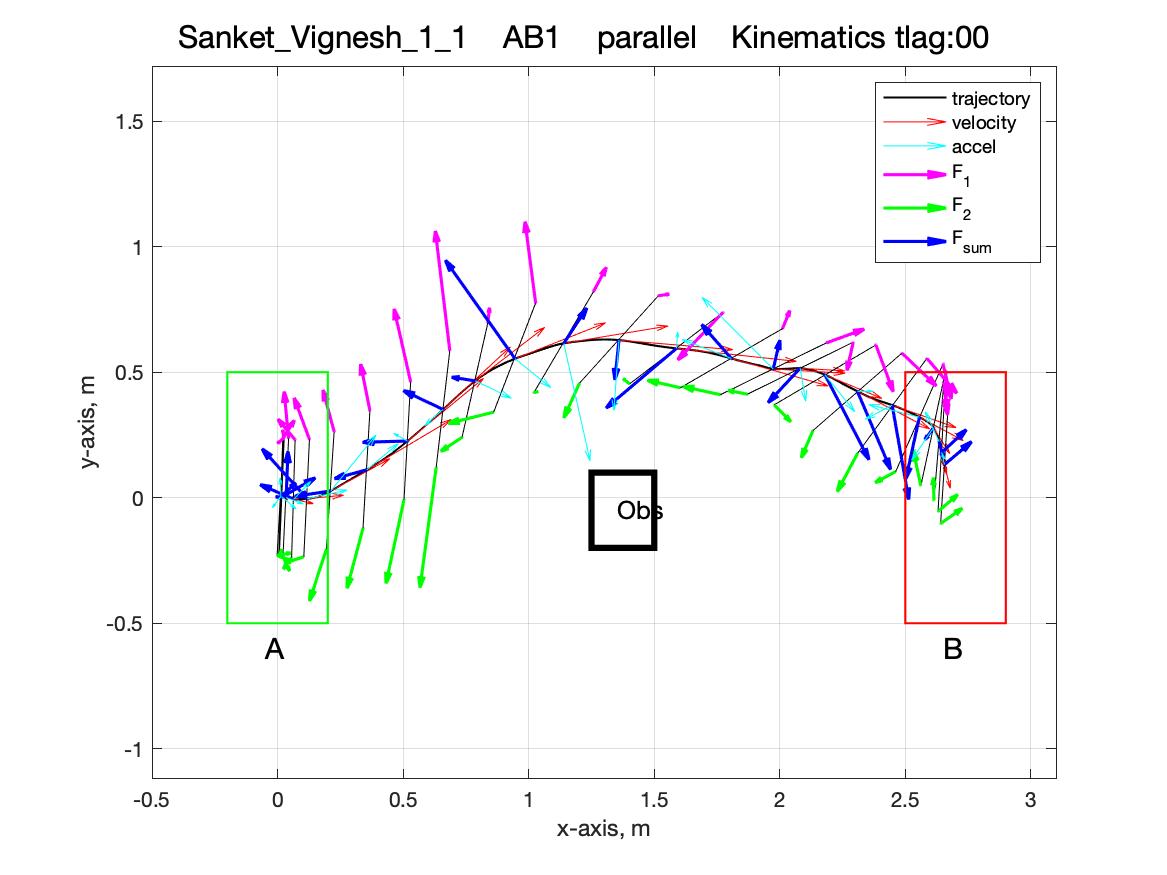 Sanket_Vignesh_1_1 AB1 parallel Kinematics tlag:00
trajectory
velocity
accel
F1
F2
Fsum
1.5
1
0.5
0
-0.5
-1
y-axis, m
Obs
A
B
-0.5
0
0.5
1
1.5
2
2.5
3
x-axis, m